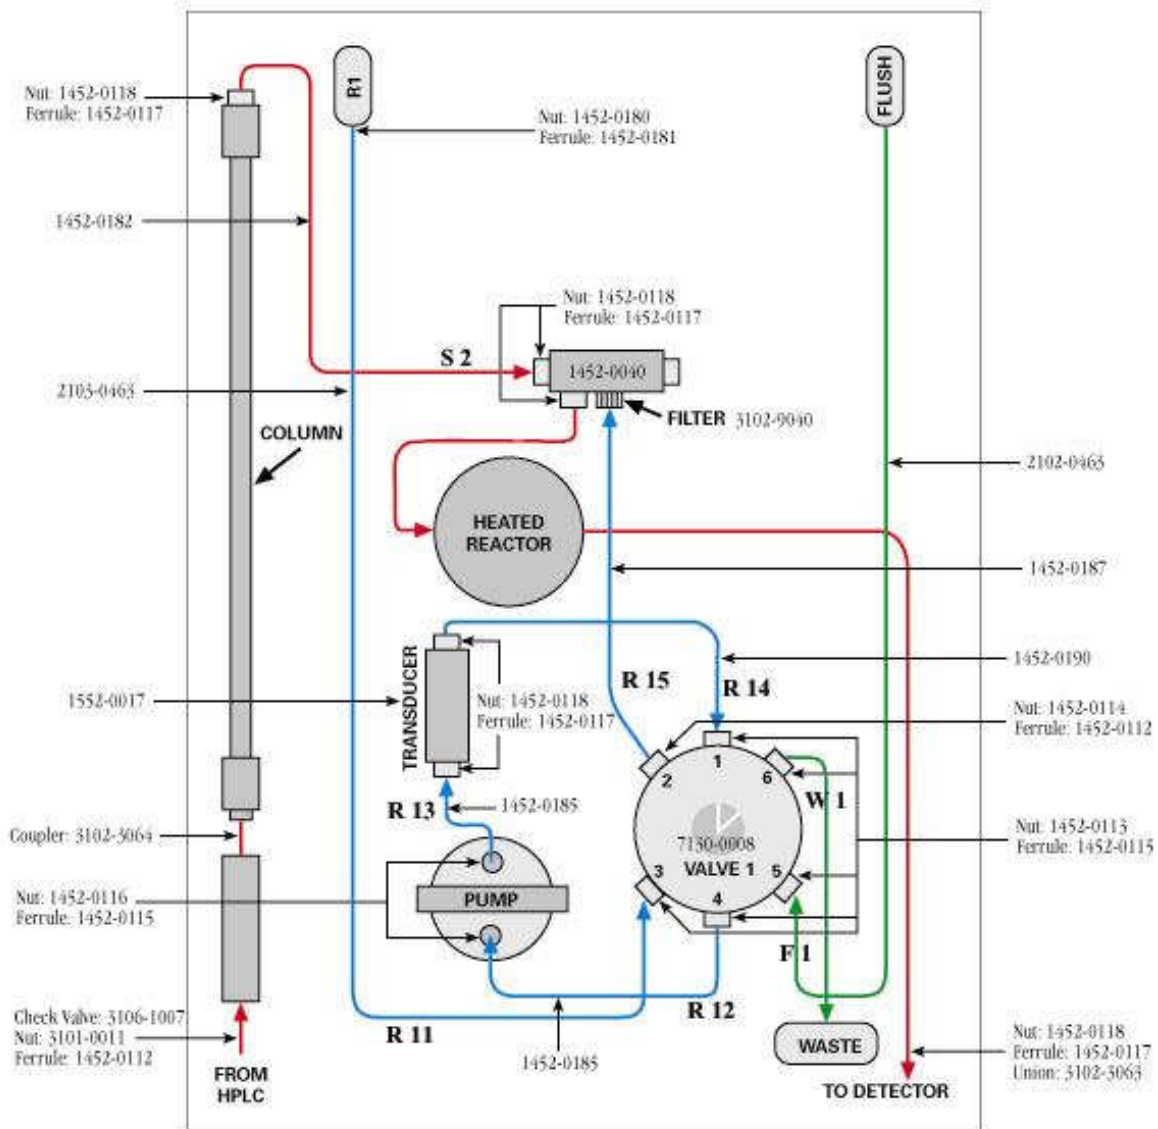 R1
FLUSH
Nut: 1452-0118
Ferrule: 1452-0117
Nut: 1452-0180
Ferrule: 1452-0181
1452-0182
Nut: 1452-0118
Ferrule: 1452-0117
S 2
1452-0040
2103-0463
FILTER 3102-9040
COLUMN
2102-0463
HEATED
REACTOR
1452-0187
1452-0190
TRANSDUCER
R 15
R 14
1552-0017
Nut: 1452-0118
Ferrule: 1452-0117
Nut: 1452-0114
Ferrule: 1452-0112
1
2
6
R 13
1452-0185
W 1
Coupler: 3102-3064
7130-0008
VALVE 1
Nut: 1452-0113
Ferrule: 1452-0115
3
5
4
Nut: 1452-0116
Ferrule: 1452-0115
PUMP
F 1
R 12
R 11
Check Valve: 3106-1007
Nut: 3101-0011
Ferrule: 1452-0112
1452-0185
WASTE
Nut: 1452-0118
Ferrule: 1452-0117
Union: 3102-3063
FROM
HPLC
TO DETECTOR